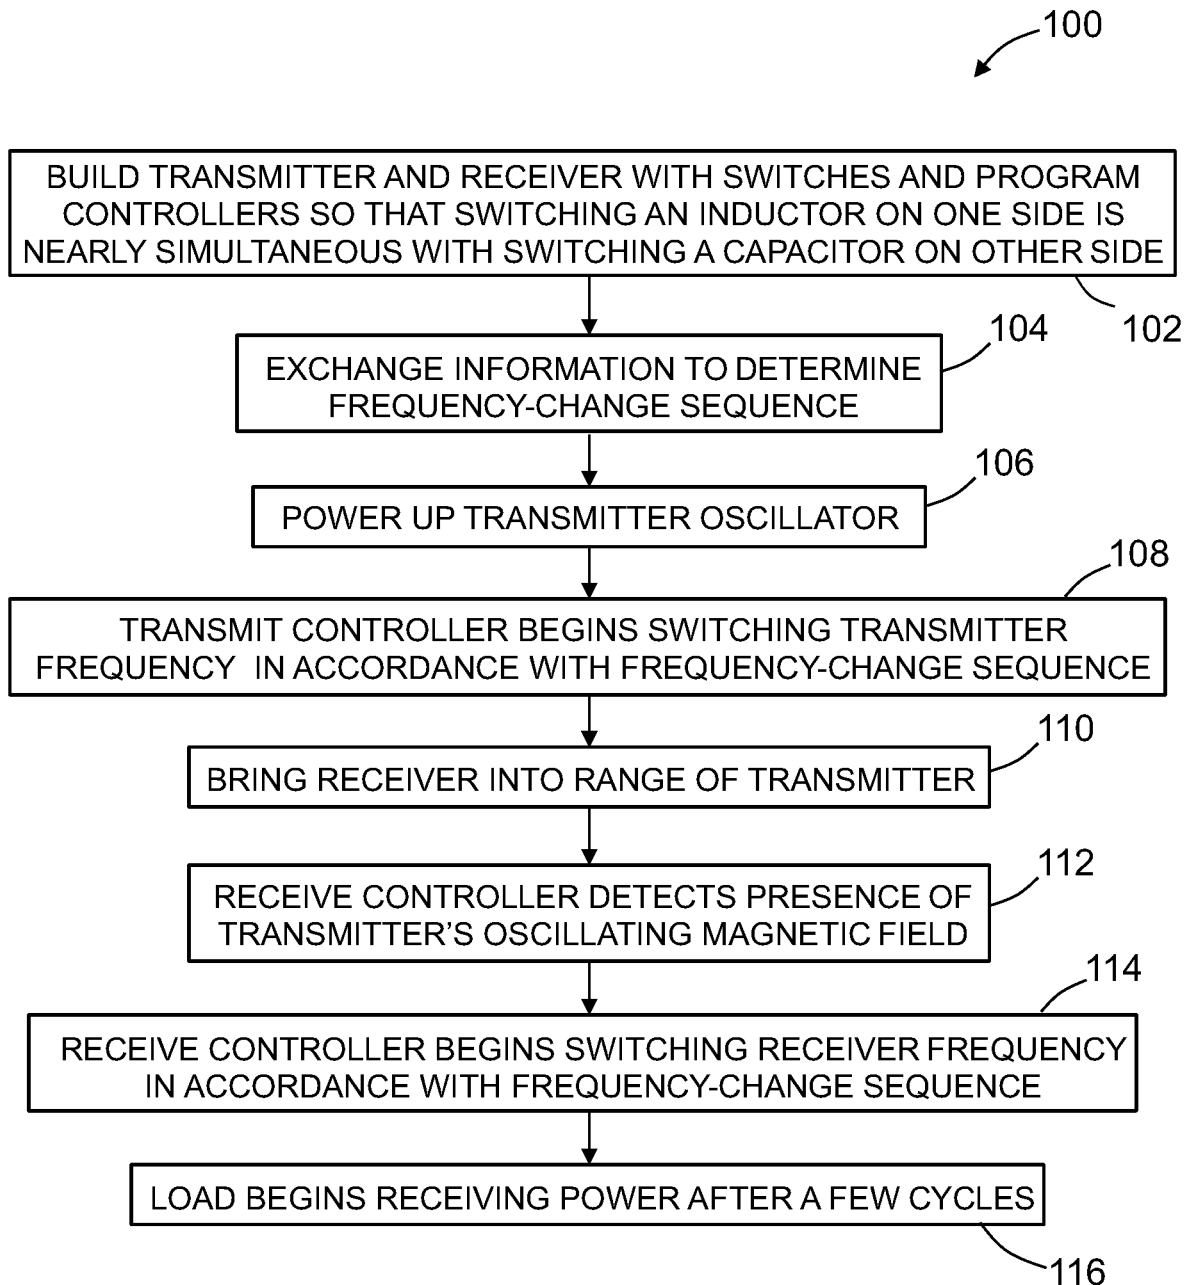 100
BUILD TRANSMITTER AND RECEIVER WITH SWITCHES AND PROGRAM
CONTROLLERS SO THAT SWITCHING AN INDUCTOR ON ONE SIDE IS
NEARLY SIMULTANEOUS WITH SWITCHING A CAPACITOR ON OTHER SIDE
102
104
EXCHANGE INFORMATION TO DETERMINE
FREQUENCY-CHANGE SEQUENCE
106
POWER UP TRANSMITTER OSCILLATOR
108
TRANSMIT CONTROLLER BEGINS SWITCHING TRANSMITTER
FREQUENCY IN ACCORDANCE WITH FREQUENCY-CHANGE SEQUENCE
110
BRING RECEIVER INTO RANGE OF TRANSMITTER
112
RECEIVE CONTROLLER DETECTS PRESENCE OF
TRANSMITTER'S OSCILLATING MAGNETIC FIELD
114
RECEIVE CONTROLLER BEGINS SWITCHING RECEIVER FREQUENCY
IN ACCORDANCE WITH FREQUENCY-CHANGE SEQUENCE
LOAD BEGINS RECEIVING POWER AFTER A FEW CYCLES
116